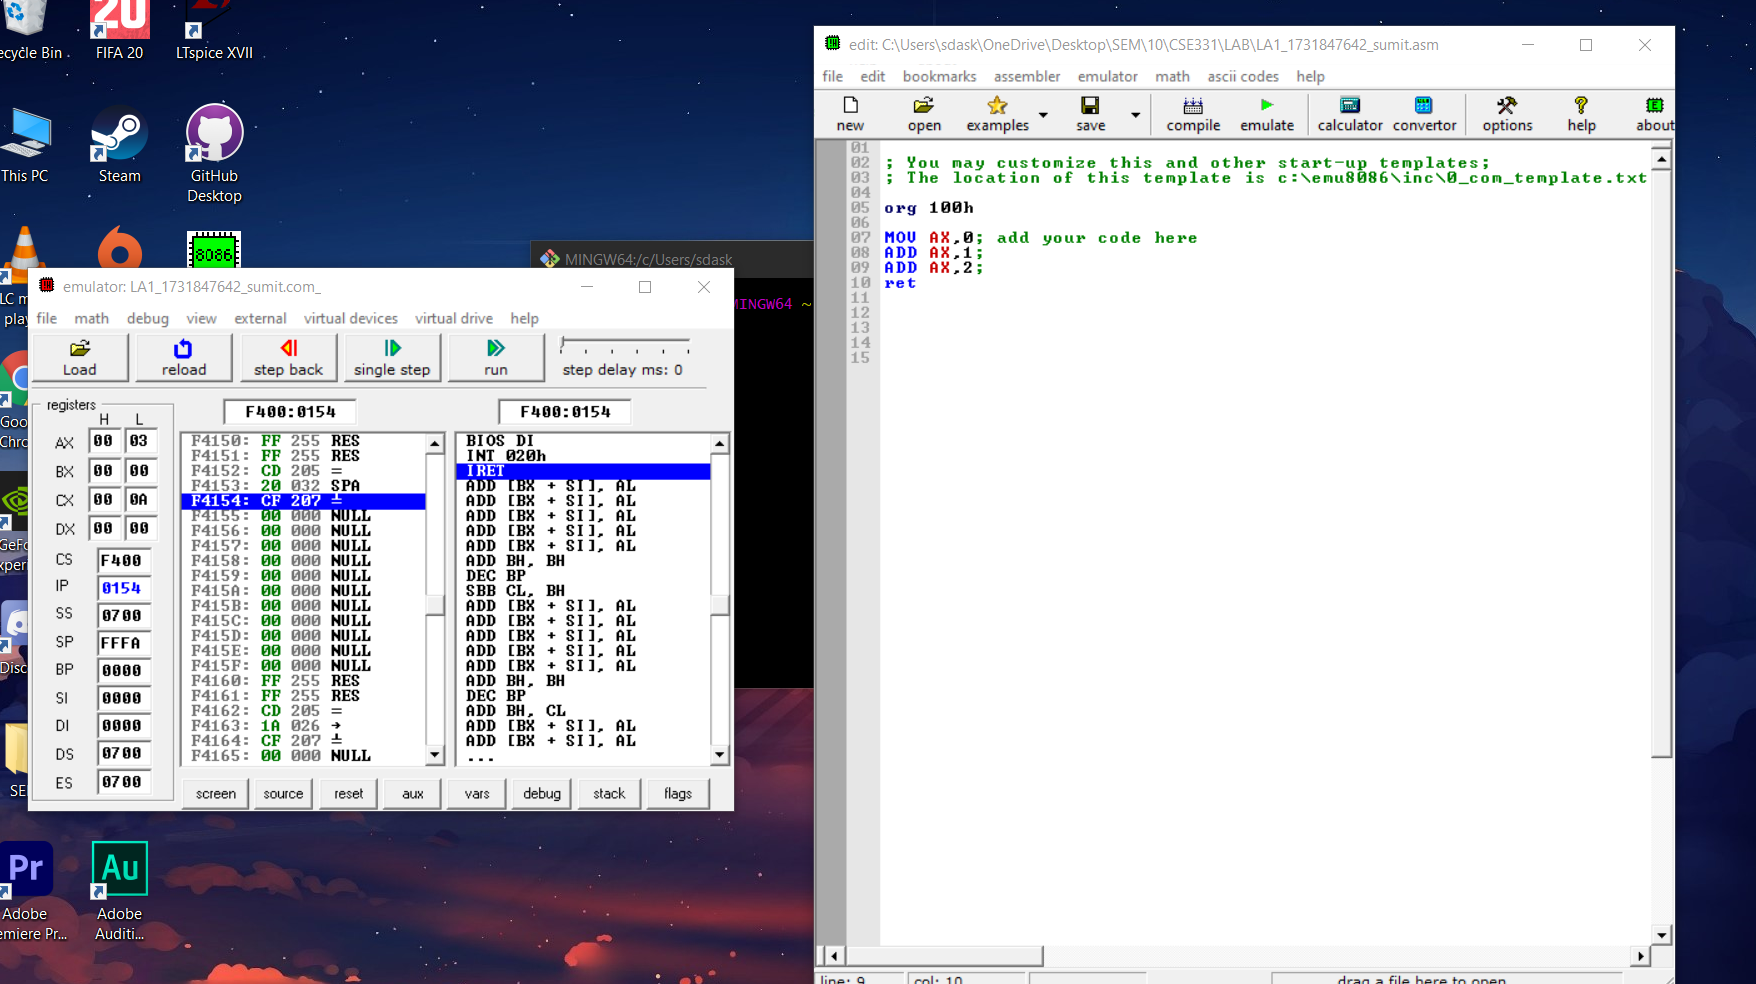 ecycle Bin
FIFA 20
LTspice XVII
This PC
Steam
GitHub
Desktop
8086
LC m
play
Goo
Chro
GeFo
xperi
Disc
SE
Pr
Au
Adobe
emiere Pr...
Adobe
Auditi...
MINGW64:/c/Users/sdask
MINGW64 ~
emulator: LA1_1731847642_sumit.com_
file math debug view external virtual devices virtual drive help
Load reload step back single step run step delay ms: 0
registers
F400:0154 F400:0154
H L
AX 00 03
BX 00 00
CX 00 0A
DX 00 00
CS F400
IP 0154
SS 0700
SP FFFA
BP 0000
SI 0000
DI 0000
DS 0700
ES 0700
F4150: FF 255 RES
F4151: FF 255 RES
F4152: CD 205 =
F4153: 20 032 SPA
F4154: CF 207 ╧
F4155: 00 000 NULL
F4156: 00 000 NULL
F4157: 00 000 NULL
F4158: 00 000 NULL
F4159: 00 000 NULL
F415A: 00 000 NULL
F415B: 00 000 NULL
F415C: 00 000 NULL
F415D: 00 000 NULL
F415E: 00 000 NULL
F415F: 00 000 NULL
F4160: FF 255 RES
F4161: FF 255 RES
F4162: CD 205 =
F4163: 1A 026 →
F4164: CF 207 ╧
F4165: 00 000 NULL
BIOS DI
INT 020h
IRET
ADD [BX + SI], AL
ADD [BX + SI], AL
ADD [BX + SI], AL
ADD [BX + SI], AL
ADD [BX + SI], AL
ADD BH, BH
DEC BP
SBB CL, BH
ADD [BX + SI], AL
ADD [BX + SI], AL
ADD [BX + SI], AL
ADD [BX + SI], AL
ADD [BX + SI], AL
ADD BH, BH
DEC BP
ADD BH, CL
ADD [BX + SI], AL
ADD [BX + SI], AL
...
screen source reset aux vars debug stack flags
edit: C:\Users\sdask\OneDrive\Desktop\SEM\10\CSE331\LAB\LA1_1731847642_sumit.asm
file edit bookmarks assembler emulator math ascii codes help
new open examples save compile emulate calculator convertor options help about
01
02 ; You may customize this and other start-up templates;
03 ; The location of this template is c:\emu8086\inc\0_com_template.txt
04
05 org 100h
06
07 MOV AX,0; add your code here
08 ADD AX,1;
09 ADD AX,2;
10 ret
11
12
13
14
15
line: 9 col: 10 drag a file here to open